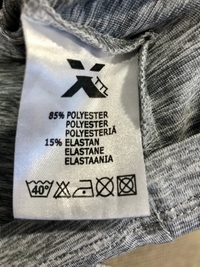 85% POLYESTER
POLYESTER
POLYESTERIÄ
15% ELASTAN
ELASTANE
ELASTAANIA
40°